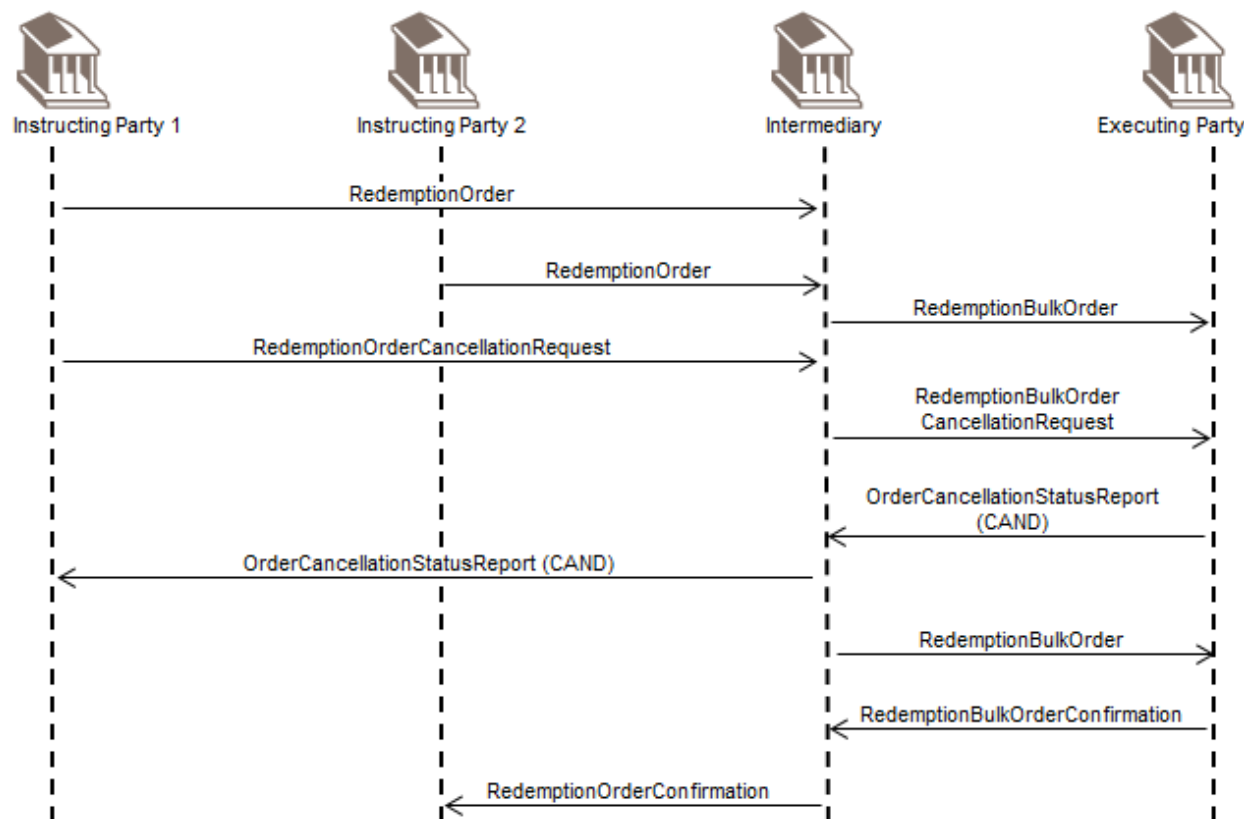 Instructing Party 1
Instructing Party 2
Intermediary
Executing Party
RedemptionOrder
RedemptionOrder
RedemptionBulkOrder
RedemptionOrderCancellationRequest
RedemptionBulkOrder
CancellationRequest
OrderCancellationStatusReport
(CAND)
OrderCancellationStatusReport (CAND)
RedemptionBulkOrder
RedemptionBulkOrderConfirmation
RedemptionOrderConfirmation